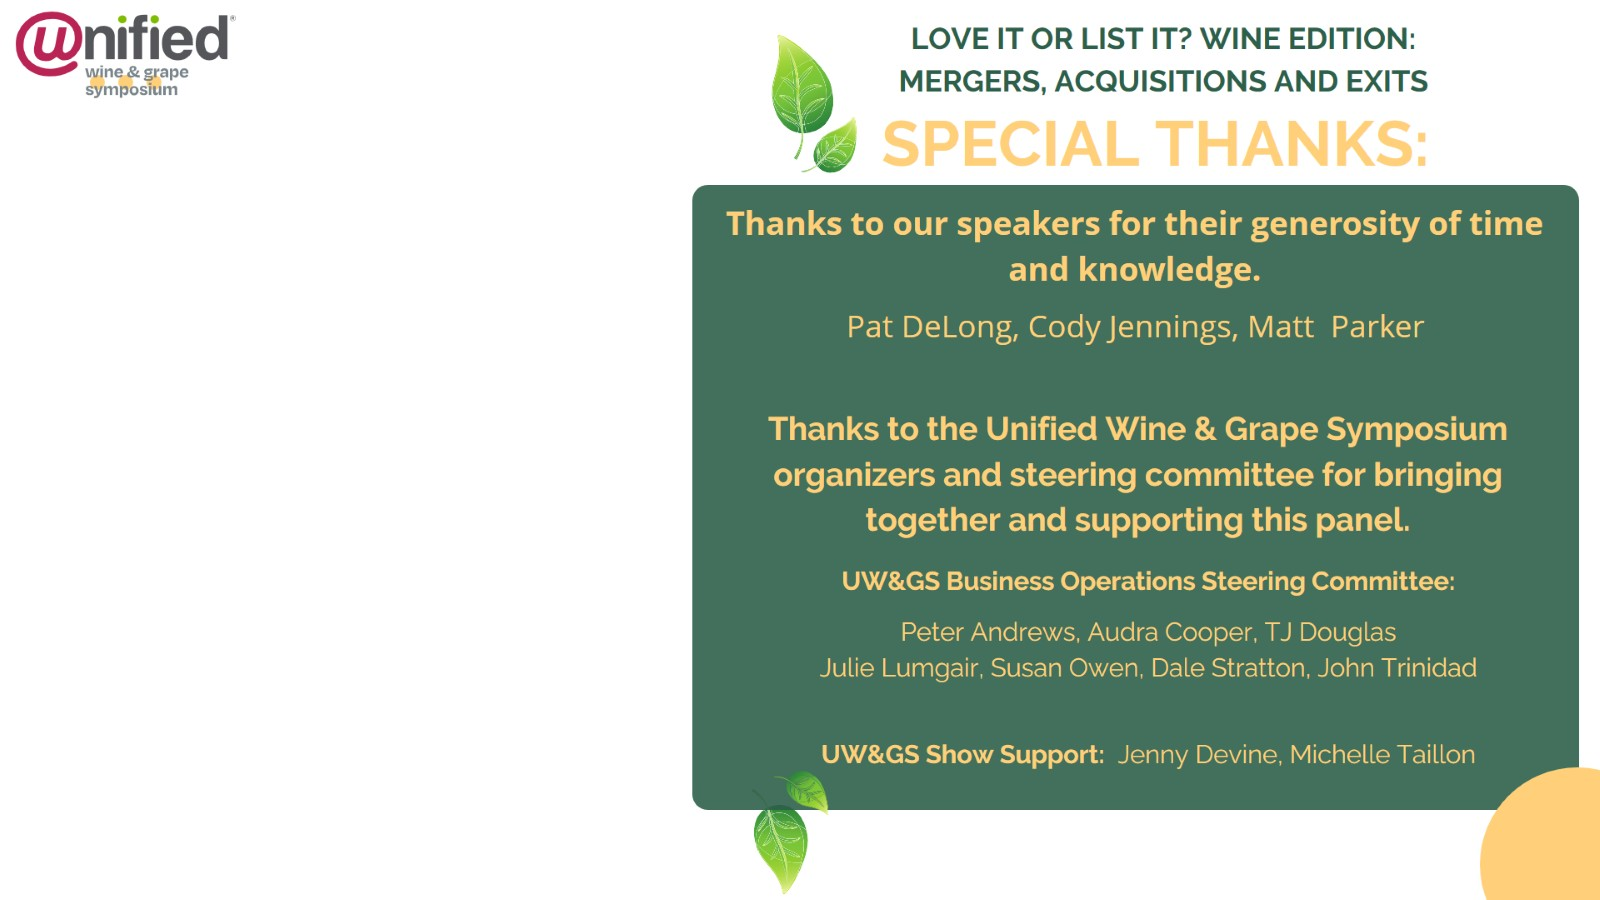 @unified®
wine & grape
symposium
LOVE IT OR LIST IT? WINE EDITION:
MERGERS, ACQUISITIONS AND EXITS
SPECIAL THANKS:
Thanks to our speakers for their generosity of time
and knowledge.
Pat DeLong, Cody Jennings, Matt  Parker
Thanks to the Unified Wine & Grape Symposium
organizers and steering committee for bringing
together and supporting this panel.
UW&GS Business Operations Steering Committee:
Peter Andrews, Audra Cooper, TJ Douglas
Julie Lumgair, Susan Owen, Dale Stratton, John Trinidad
UW&GS Show Support:  Jenny Devine, Michelle Taillon